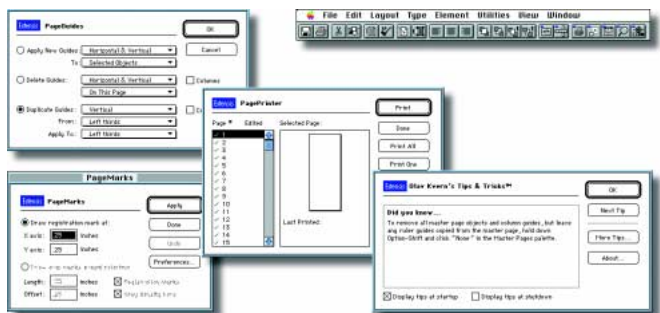 File Edit Layout Type Element Utilities View Window
Edenic PageGuides
OK
Cancel
Apply New Guides: Horizontal & Vertical
To: Selected Objects
Delete Guides: Horizontal & Vertical
On This Page
Columns
Duplicate Guides: Vertical
From: Left Hands
Apply To: Left Hands
PagePrinter
Page Edited Selected Page:
1
2
3
4
5
6
7
8
9
10
11
12
13
14
15
Last Printed:
Print
Done
Print All
Print One
PageMarks
PageMarks
Draw registration mark at:
X axis: .25 inches
Y axis: .25 inches
Length: inches
Offset: inches
Registration marks
Apply
Done
Undo
Preferences...
Olav Kvern's Tips & Tricks™
Did you know...
To remove all master page objects and column guides, but leave
any ruler guides copied from the master page, hold down
Option-Shift and click "None" in the Master Pages palette.
Display tips at startup
Display tips at shutdown
OK
Next Tip
More Tips...
About...